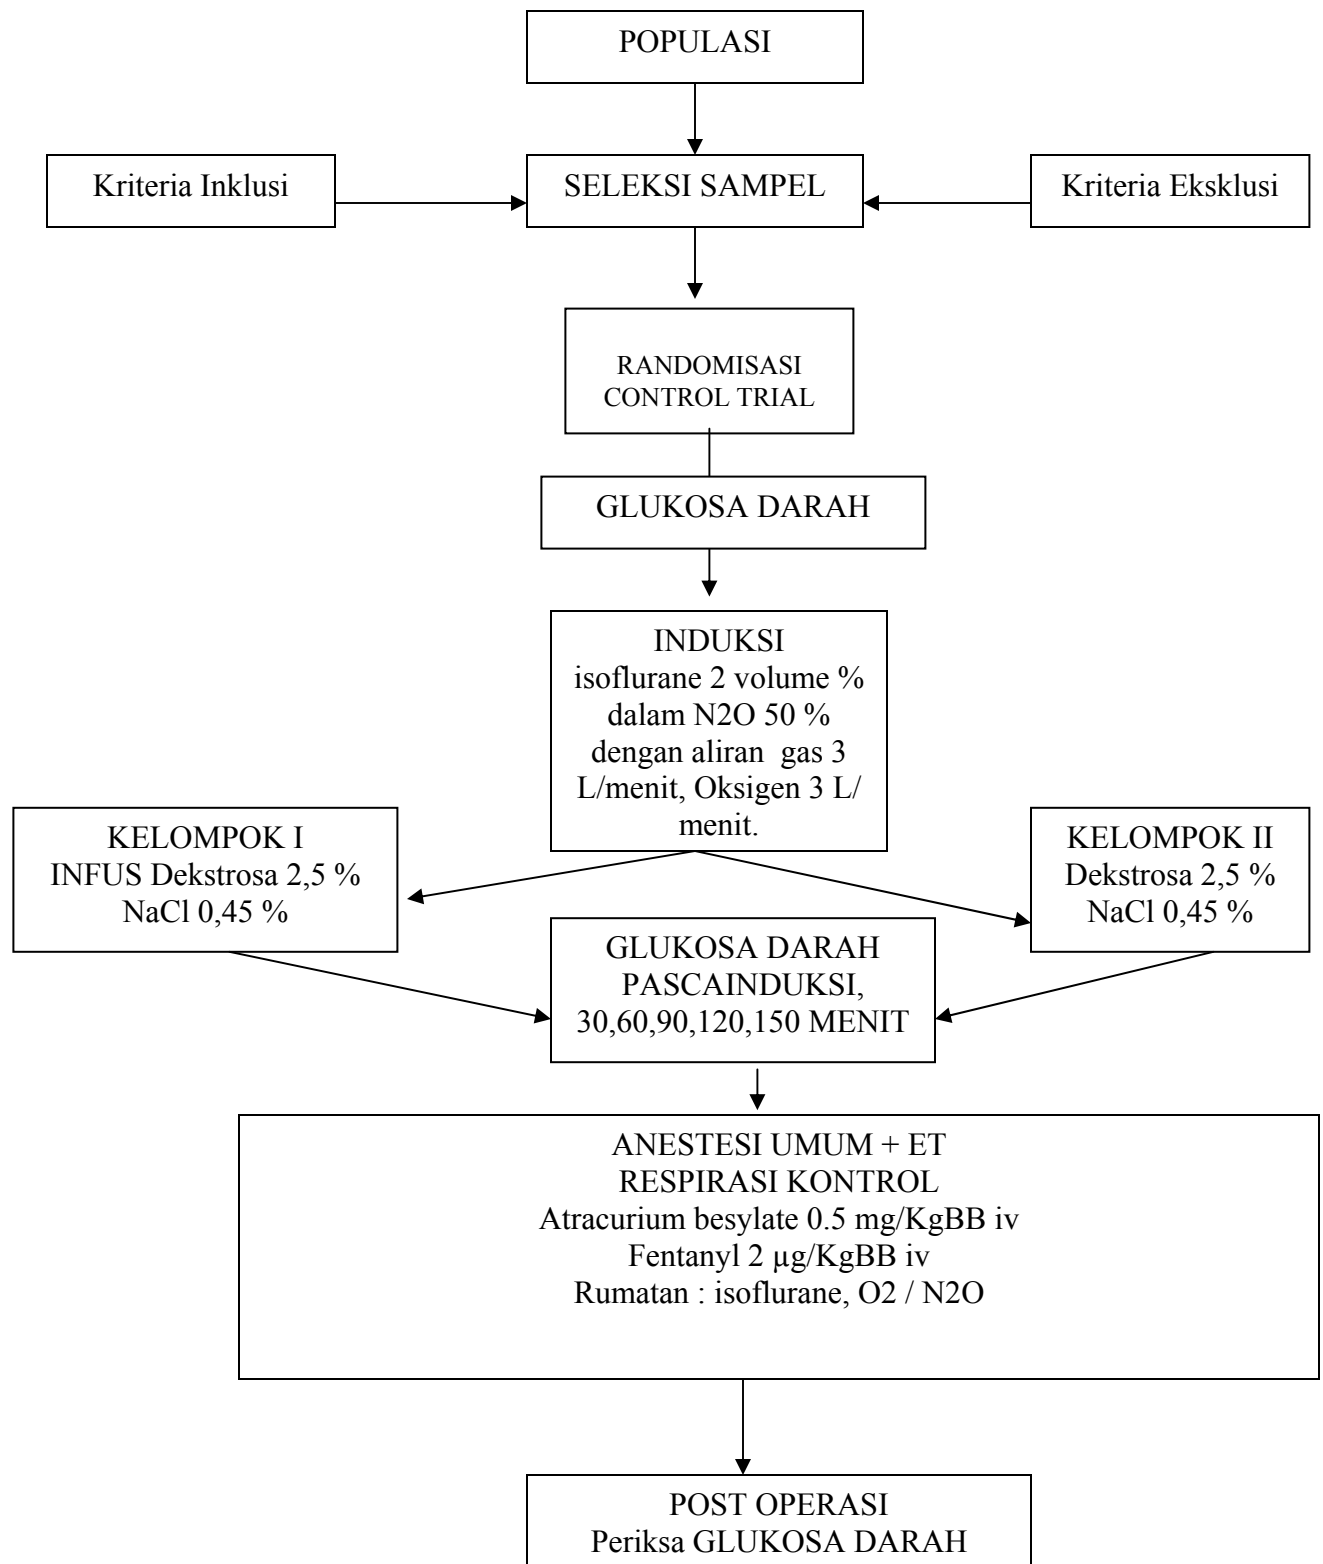 POPULASI
Kriteria Inklusi
SELEKSI SAMPEL
Kriteria Eksklusi
RANDOMISASI
CONTROL TRIAL
GLUKOSA DARAH
INDUKSI
isoflurane 2 volume %
dalam N2O 50 %
dengan aliran gas 3
L/menit, Oksigen 3 L/
menit.
KELOMPOK I
INFUS Dekstrosa 2,5 %
NaCl 0,45 %
KELOMPOK II
Dekstrosa 2,5 %
NaCl 0,45 %
GLUKOSA DARAH
PASCAINDUKSI,
30,60,90,120,150 MENIT
ANESTESI UMUM + ET
RESPIRASI KONTROL
Atracurium besylate 0.5 mg/KgBB iv
Fentanyl 2 µg/KgBB iv
Rumatan : isoflurane, O2 / N2O
POST OPERASI
Periksa GLUKOSA DARAH